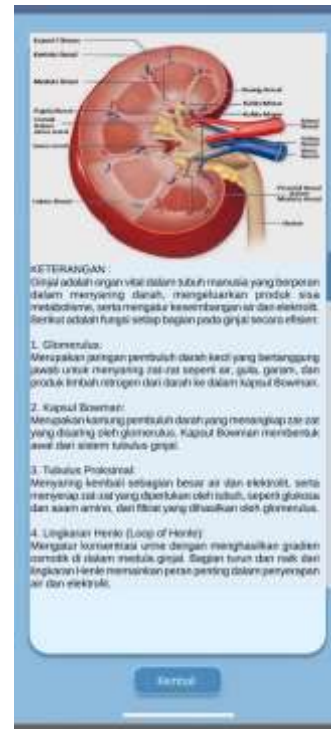 Korteks Renal
Medulla Renal
Ureter
KETERANGAN :
Ginjal adalah organ vital dalam tubuh manusia yang berperan
dalam menyaring darah, mengeluarkan produk sisa
metabolisme, serta mengatur keseimbangan air dan elektrolit.
Berikut adalah fungsi setiap bagian pada ginjal secara efisien:
1. Glomerulus:
Merupakan jaringan pembuluh darah kecil yang bertanggung
jawab untuk menyaring zat-zat seperti air, gula, garam, dan
produk limbah nitrogen dari darah ke dalam kapsul Bowman.
2. Kapsul Bowman:
Merupakan kantung pembuluh darah yang menangkap zat-zat
yang disaring oleh glomerulus. Kapsul Bowman membentuk
awal dari sistem tubulus ginjal.
3. Tubulus Proksimal:
Menyaring kembali sebagian besar air dan elektrolit, serta
menyerap zat-zat yang diperlukan oleh tubuh, seperti glukosa
dan asam amino, dari filtrat yang dihasilkan oleh glomerulus.
4. Lingkaran Henle (Loop of Henle):
Mengatur konsentrasi urine dengan menghasilkan gradien
osmotik di dalam medula ginjal. Bagian turun dan naik dari
lingkaran Henle memainkan peran penting dalam penyerapan
air dan elektrolit.
Kembali